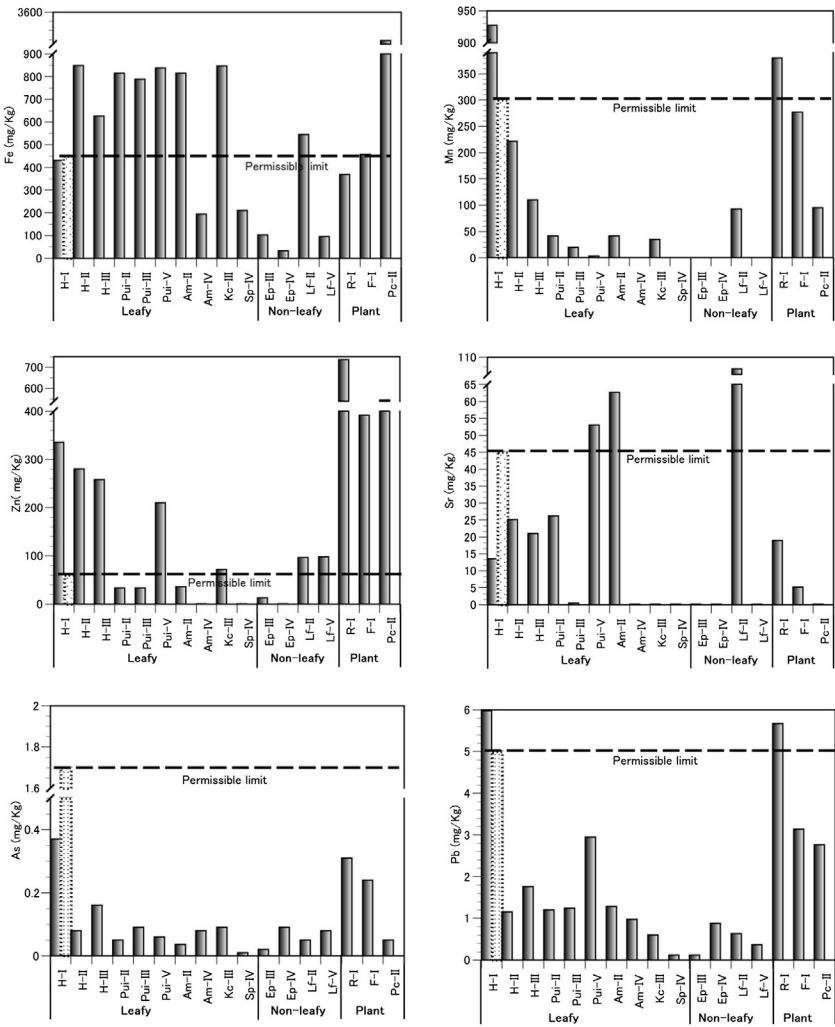 3600
900
800
700
600
500
400
300
200
100
0
Fe (mg/Kg)
Permissible limit
H-I
H-II
H-III
Pui-II
Pui-III
Pui-V
Am-II
Am-IV
Kc-III
Sp-IV
Ep-III
Ep-IV
Lf-II
Lf-V
R-I
F-I
Pc-II
Leafy
Non-leafy
Plant
950
900
350
300
250
200
150
100
50
0
Mn (mg/Kg)
Permissible limit
H-I
H-II
H-III
Pui-II
Pui-III
Pui-V
Am-II
Am-IV
Kc-III
Sp-IV
Ep-III
Ep-IV
Lf-II
Lf-V
R-I
F-I
Pc-II
Leafy
Non-leafy
Plant
700
600
400
300
200
100
0
Zn( mg/Kg)
Permissible limit
H-I
H-II
H-III
Pui-II
Pui-III
Pui-V
Am-II
Am-IV
Kc-III
Sp-IV
Ep-III
Ep-IV
Lf-II
Lf-V
R-I
F-I
Pc-II
Leafy
Non-leafy
Plant
110
65
60
55
50
45
40
35
30
25
20
15
10
5
0
Sr (mg/Kg)
Permissible limit
H-I
H-II
H-III
Pui-II
Pui-III
Pui-V
Am-II
Am-IV
Kc-III
Sp-IV
Ep-III
Ep-IV
Lf-II
Lf-V
R-I
F-I
Pc-II
Leafy
Non-leafy
Plant
2
1.8
1.6
0.4
0.2
0
As (mg/Kg)
Permissible limit
H-I
H-II
H-III
Pui-II
Pui-III
Pui-V
Am-II
Am-IV
Kc-III
Sp-IV
Ep-III
Ep-IV
Lf-II
Lf-V
R-I
F-I
Pc-II
Leafy
Non-leafy
Plant
6
5
4
3
2
1
0
Pb (mg/Kg)
Permissible limit
H-I
H-II
H-III
Pui-II
Pui-III
Pui-V
Am-II
Am-IV
Kc-III
Sp-IV
Ep-III
Ep-IV
Lf-II
Lf-V
R-I
F-I
Pc-II
Leafy
Non-leafy
Plant